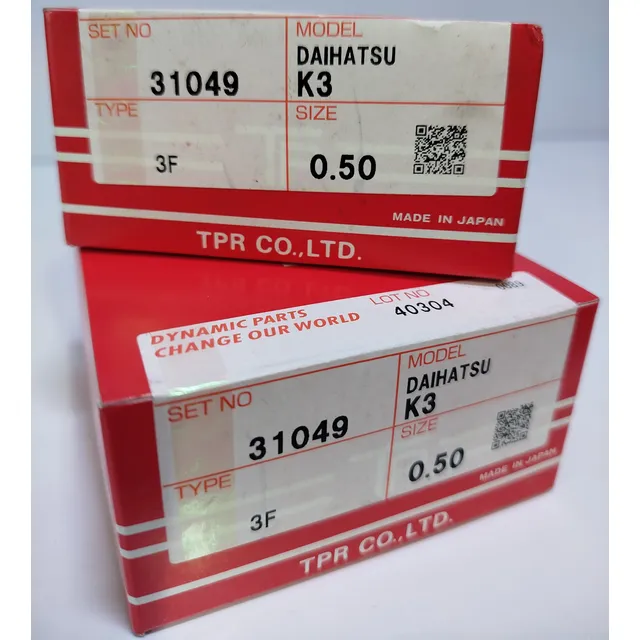 SET NO
MODEL
31049
DAIHATSU
K3
TYPE
SIZE
3F
0.50
MADE IN JAPAN
TPR CO.,LTD.
DYNAMIC PARTS
CHANGE OUR WORLD
LOT NO
40304
SET NO
MODEL
31049
DAIHATSU
K3
TYPE
SIZE
3F
0.50
MADE IN JAPAN
TPR CO.,LTD.